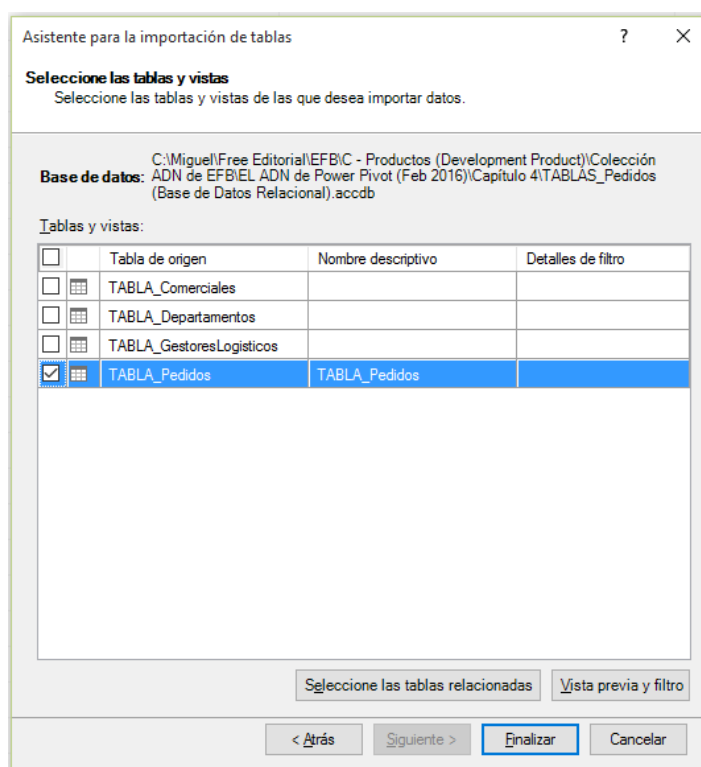 Asistente para la importación de tablas ? ×
Seleccione las tablas y vistas
Seleccione las tablas y vistas de las que desea importar datos.
Base de datos: C:\Miguel\Free Editorial\EFB\C - Productos (Development Product)\Colección
ADN de EFB\EL ADN de Power Pivot (Feb 2016)\Capítulo 4\TABLAS_Pedidos
(Base de Datos Relacional).accdb
Tablas y vistas:
Tabla de origen Nombre descriptivo Detalles de filtro
TABLA_Comerciales
TABLA_Departamentos
TABLA_GestoresLogisticos
TABLA_Pedidos TABLA_Pedidos
Seleccione las tablas relacionadas Vista previa y filtro
< Atrás Siguiente > Finalizar Cancelar